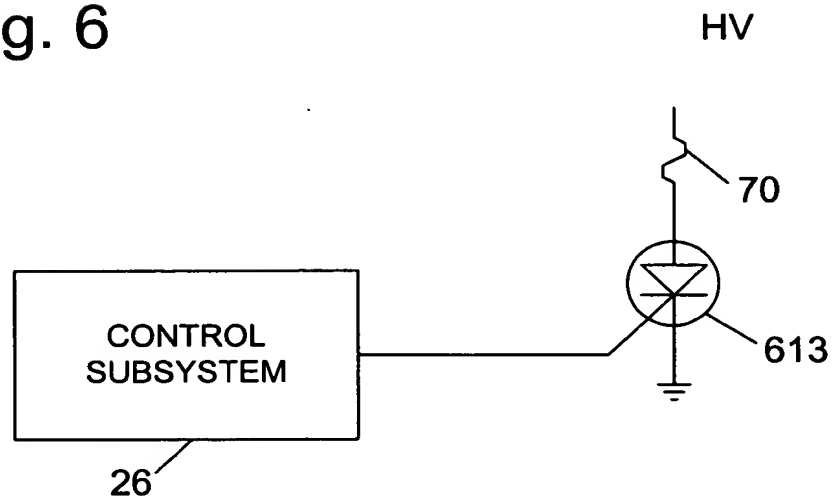 g. 6
HV
70
CONTROL
SUBSYSTEM
613
26